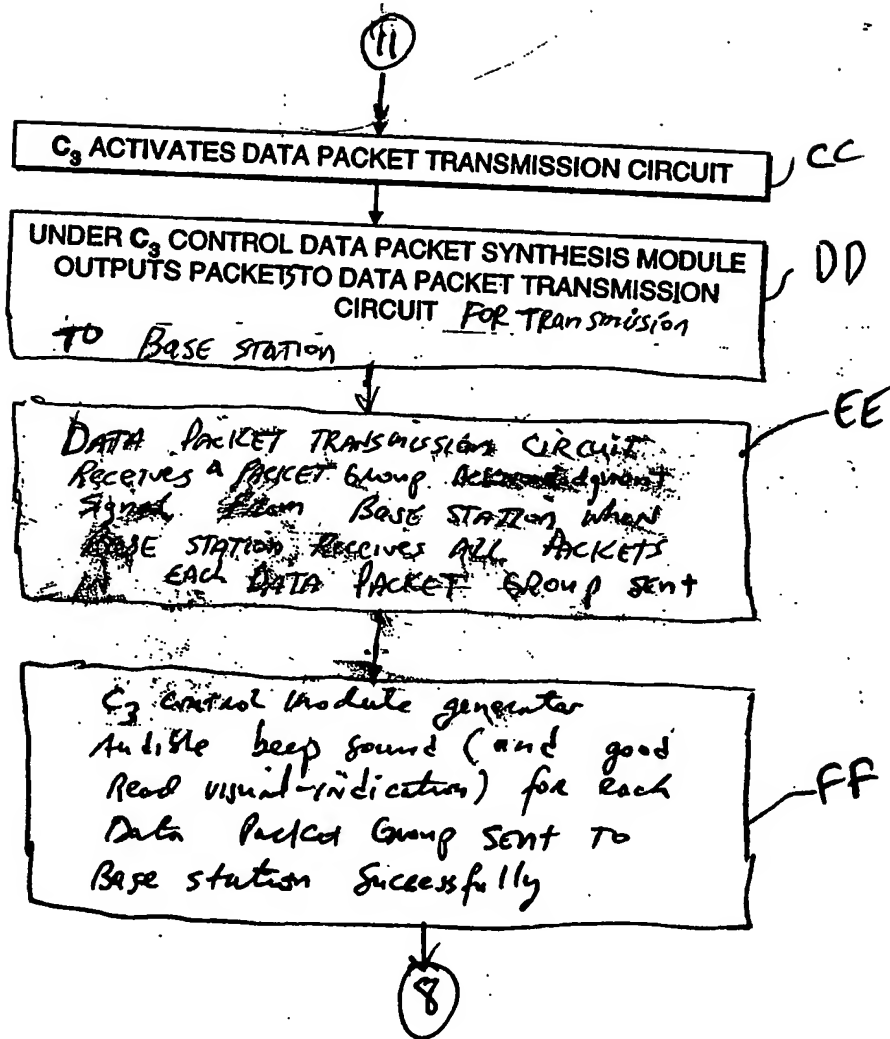 11
C₃ ACTIVATES DATA PACKET TRANSMISSION CIRCUIT
CC
UNDER C₃ CONTROL DATA PACKET SYNTHESIS MODULE
OUTPUTS PACKETS TO DATA PACKET TRANSMISSION
CIRCUIT FOR Transmission
TO Base station
DD
DATA PACKET TRANSMISSION CIRCUIT
Receives a PACKET Group
Signal from BASE STATION when
BASE STATION Receives ALL PACKETS
EACH DATA PACKET GROUP sent
EE
C₃ control module generator
Audible beep sound (and good
Read visual-indication) for each
Data Packet Group SENT TO
Base station Successfully
FF
8